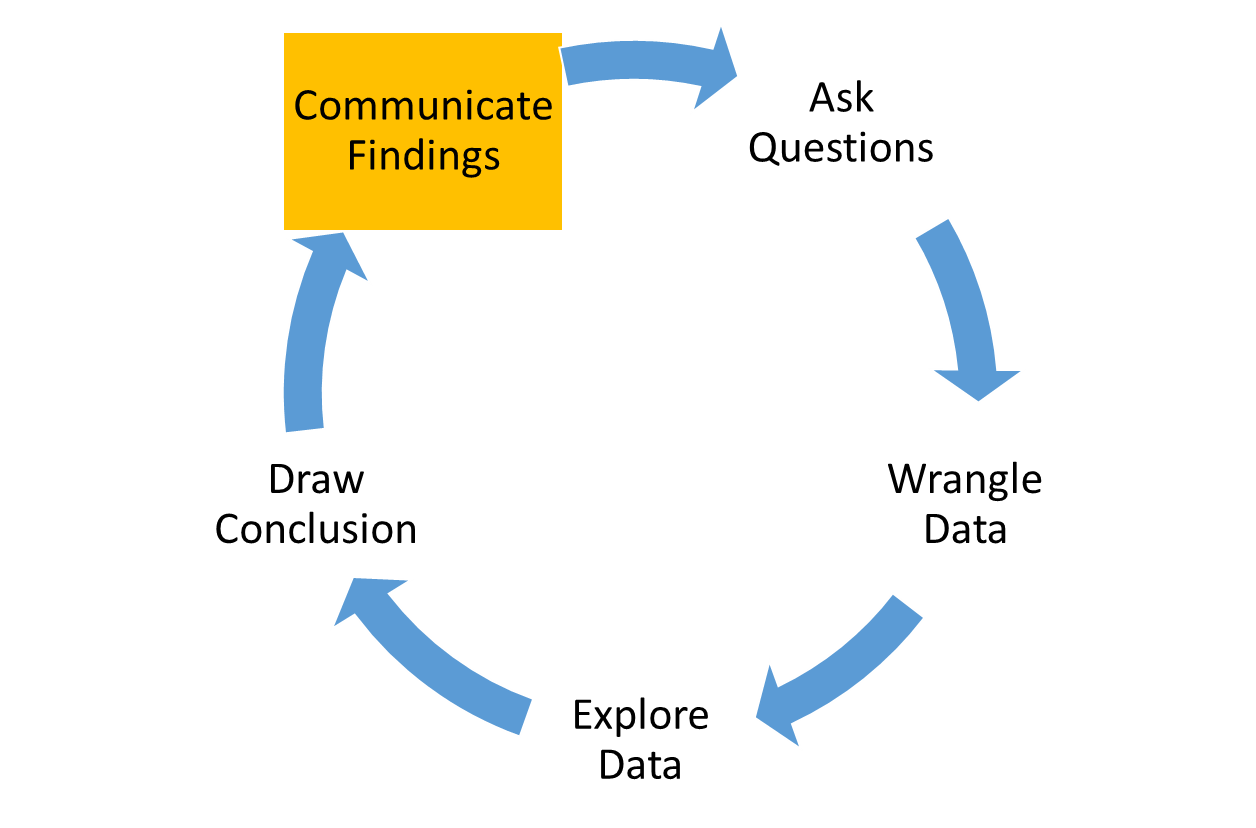 Communicate
Findings
Ask
Questions
Wrangle
Data
Explore
Data
Draw
Conclusion